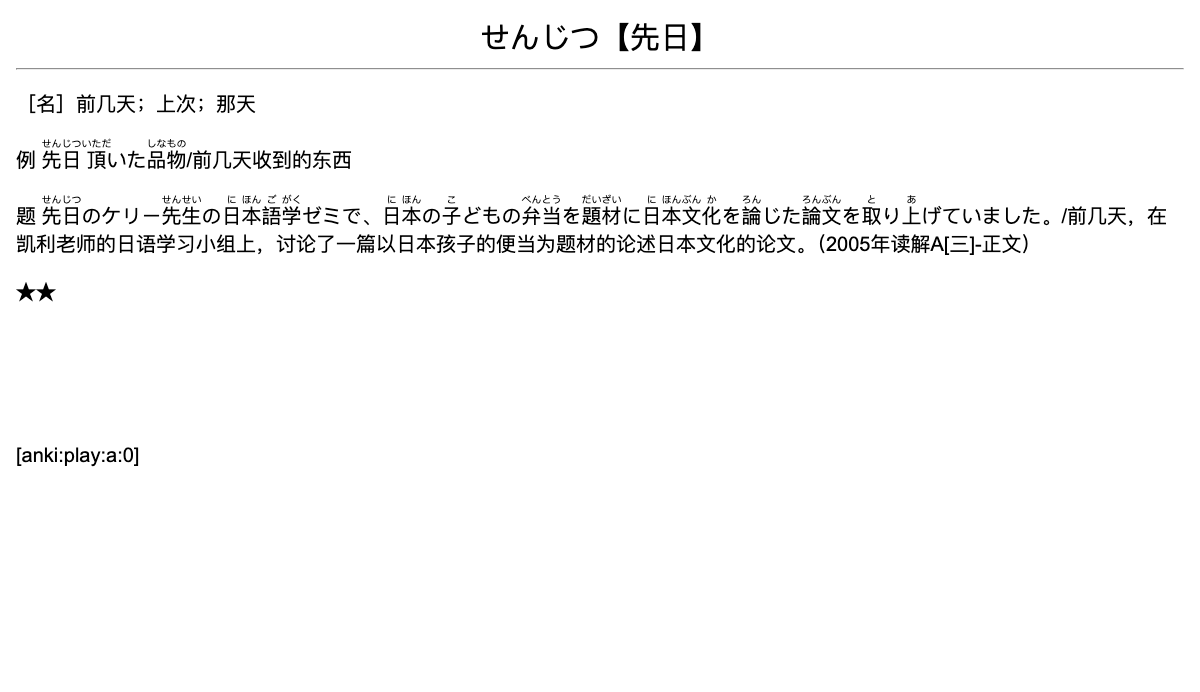 せんじつ【先日】
［名］前几天；上次；那天
せんじついただ しなもの
例 先日 頂いた品物/前几天收到的东西
せんじつ せんせい に ほん ご がく に ほん こ べんとう だいざい に ほんぶん か ろん ろんぶん と あ
题 先日のケリー先生の日本語学ゼミで、日本の子どもの弁当を題材に日本文化を論じた論文を取り上げていました。/前几天，在
凯利老师的日语学习小组上，讨论了一篇以日本孩子的便当为题材的论述日本文化的论文。（2005年读解A[三]-正文）
★★
[anki:play:a:0]